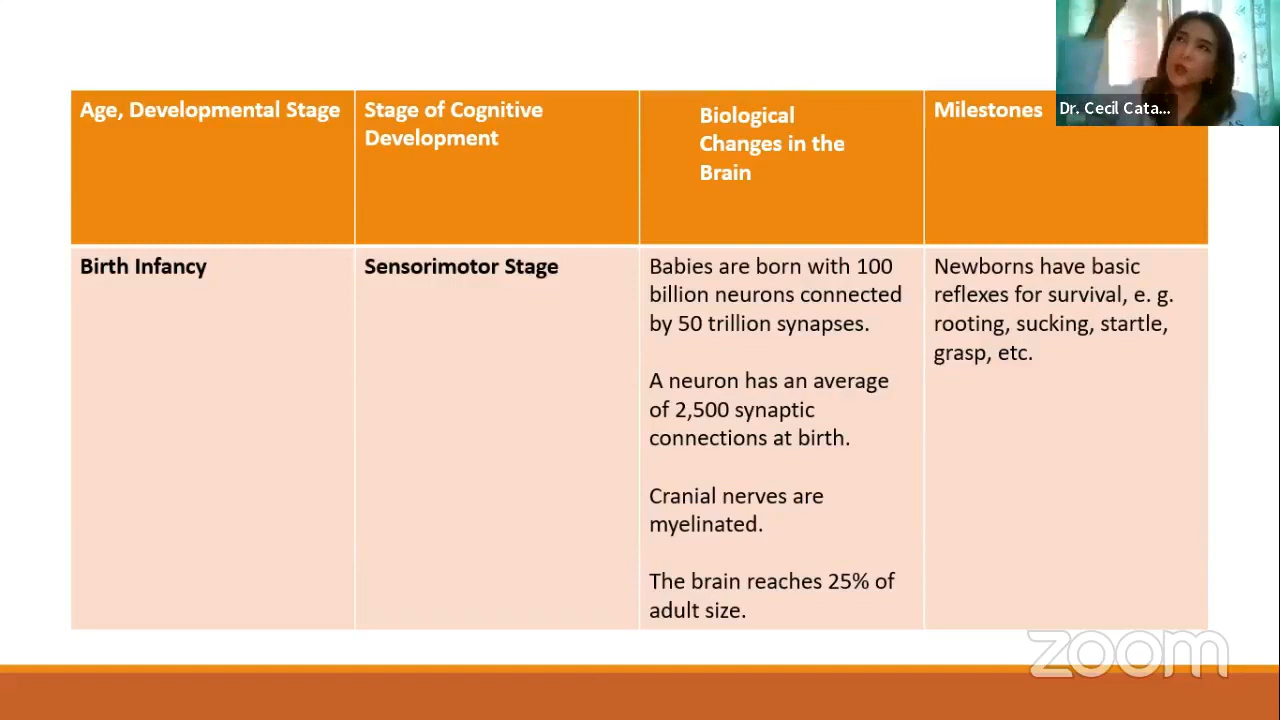 Age, Developmental Stage
Stage of Cognitive
Development
Biological
Changes in the
Brain
Milestones
Dr. Cecil Cata...
Birth Infancy
Sensorimotor Stage
Babies are born with 100
billion neurons connected
by 50 trillion synapses.
A neuron has an average
of 2,500 synaptic
connections at birth.
Cranial nerves are
myelinated.
The brain reaches 25% of
adult size.
Newborns have basic
reflexes for survival, e. g.
rooting, sucking, startle,
grasp, etc.
zoom